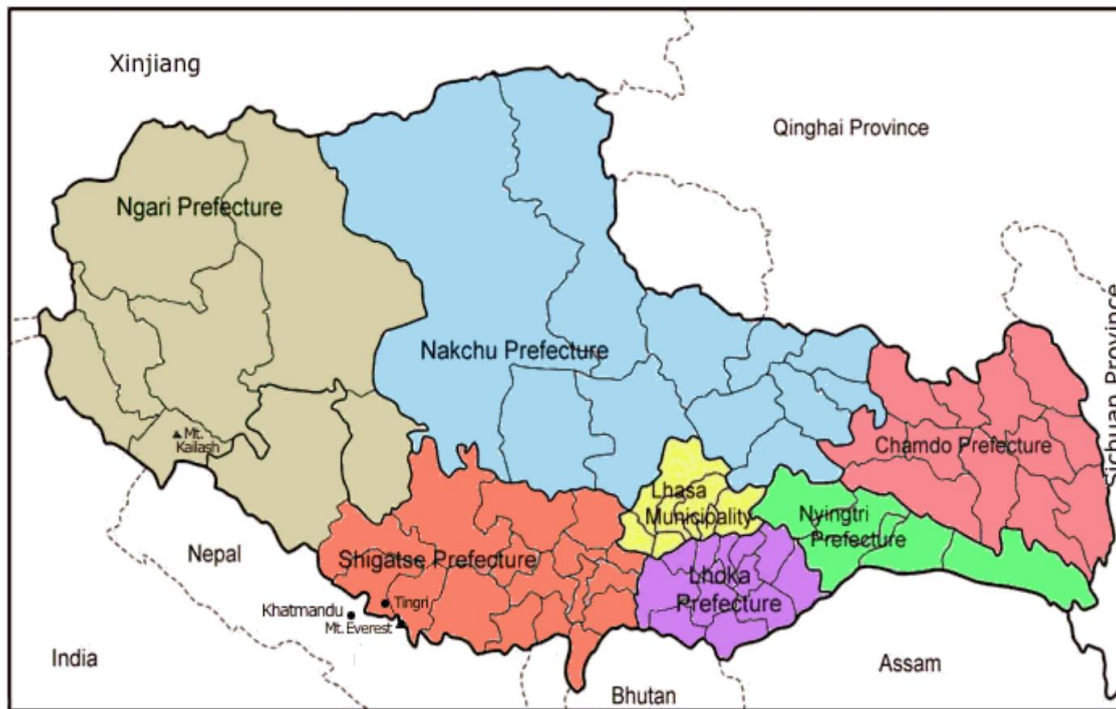 Xinjiang
Qinghai Province
Ngari Prefecture
Sichuan Province
Nakchu Prefecture
Mt.
Kailash
Chamdo Prefecture
Lhasa
Municipality
Nyingtri
Prefecture
Nepal
Shigatse Prefecture
Lhoka
Prefecture
Tingri
Khatmandu
Mt. Everest
India
Assam
Bhutan